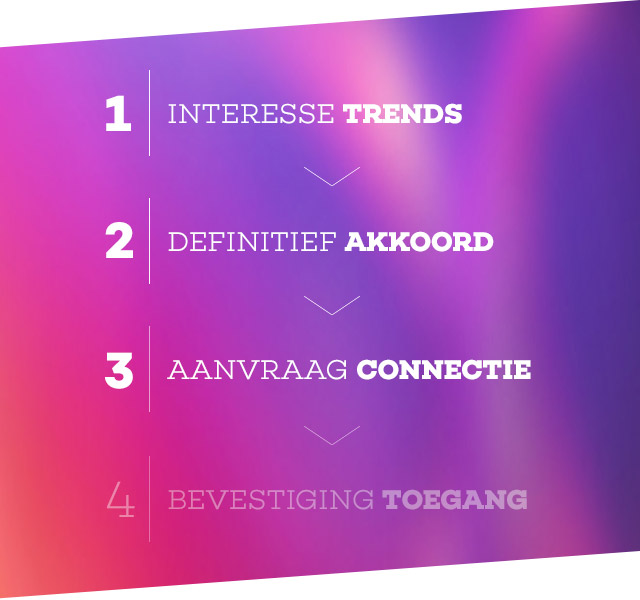 1 INTERESSE TRENDS
2 DEFINITIEF AKKOORD
3 AANVRAAG CONNECTIE
4 BEVESTIGING TOEGANG